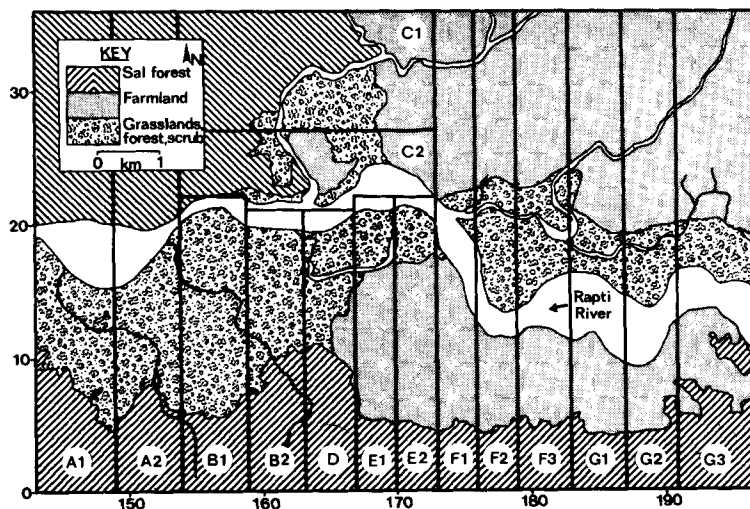 KEY
N
Sal forest
Farmland
Grasslands,
forest, scrub
0 km 1
C1
C2
Rapti
River
30
20
10
0
A1 A2 B1 B2 D E1 E2 F1 F2 F3 G1 G2 G3
150 160 170 180 190